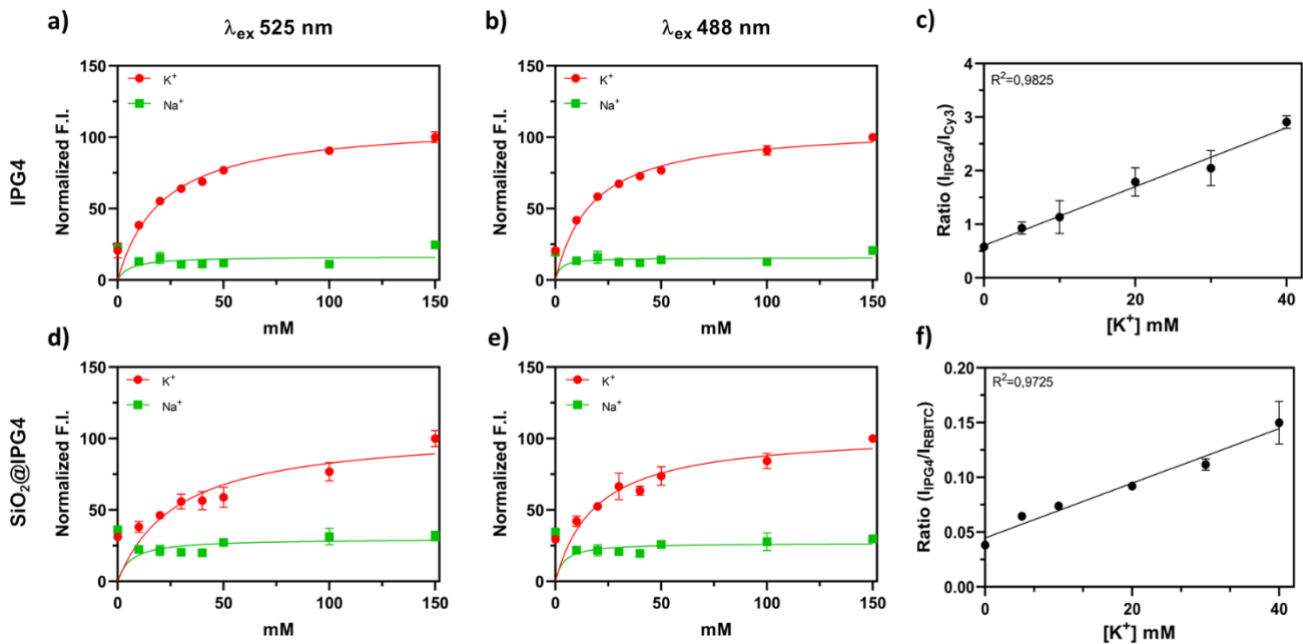 a)
λex 525 nm
b)
λex 488 nm
c)
IPG4
Normalized F.I.
150
100
50
0
K+
Na+
0
50
100
150
mM
Normalized F.I.
150
100
50
0
K+
Na+
0
50
100
150
mM
Ratio (IIPG4/ICy3)
4
3
2
1
0
R²=0,9825
0
20
40
[K+] mM
d)
e)
f)
SiO2@IPG4
Normalized F.I.
150
100
50
0
K+
Na+
0
50
100
150
mM
Normalized F.I.
150
100
50
0
K+
Na+
0
50
100
150
mM
Ratio (IIPG4/IRBITC)
0.20
0.15
0.10
0.05
0.00
R²=0,9725
0
20
40
[K+] mM